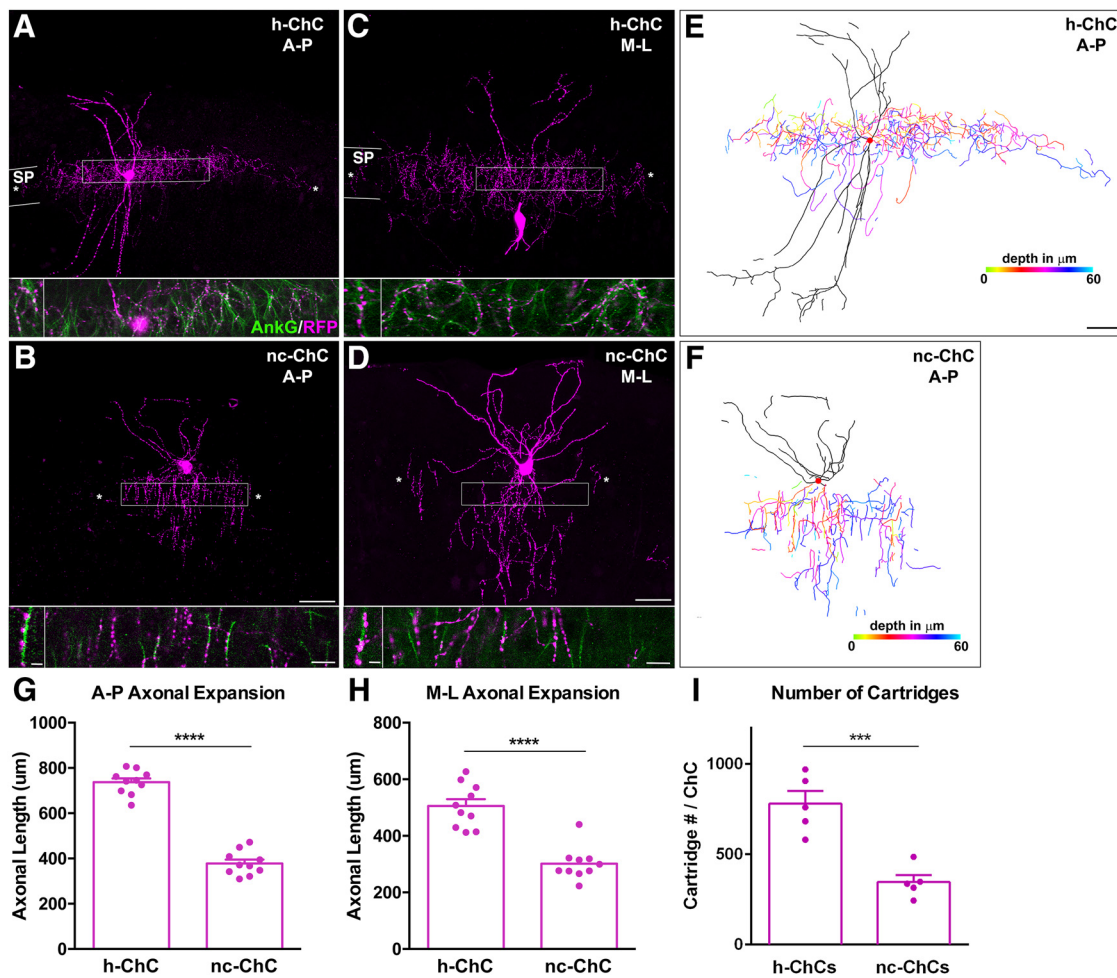 A
h-ChC
A-P
SP
*
*
AnkG/RFP
C
h-ChC
M-L
SP
*
*
E
h-ChC
A-P
depth in μm
0
60
B
nc-ChC
A-P
*
*
D
nc-ChC
M-L
*
*
F
nc-ChC
A-P
depth in μm
0
60
G
A-P Axonal Expansion
****
Axonal Length (um)
1000
800
600
400
200
0
h-ChC
nc-ChC
H
M-L Axonal Expansion
****
Axonal Length (um)
800
600
400
200
0
h-ChC
nc-ChC
I
Number of Cartridges
***
Cartridge # / ChC
1000
500
0
h-ChCs
nc-ChCs